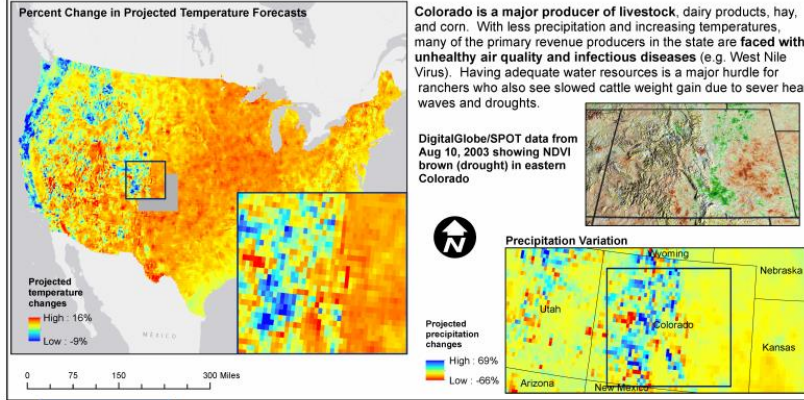 Percent Change in Projected Temperature Forecasts
Projected
temperature
changes
High : 16%
Low : -9%
MÉXICO
0 75 150 300 Miles
Colorado is a major producer of livestock, dairy products, hay,
and corn. With less precipitation and increasing temperatures,
many of the primary revenue producers in the state are faced with
unhealthy air quality and infectious diseases (e.g. West Nile
Virus). Having adequate water resources is a major hurdle for
ranchers who also see slowed cattle weight gain due to sever hea
waves and droughts.
DigitalGlobe/SPOT data from
Aug 10, 2003 showing NDVI
brown (drought) in eastern
Colorado
N
Precipitation Variation
Projected
precipitation
changes
High : 69%
Low : -66%
Wyoming
Nebraska
Utah
Colorado
Kansas
Arizona
New Mexico